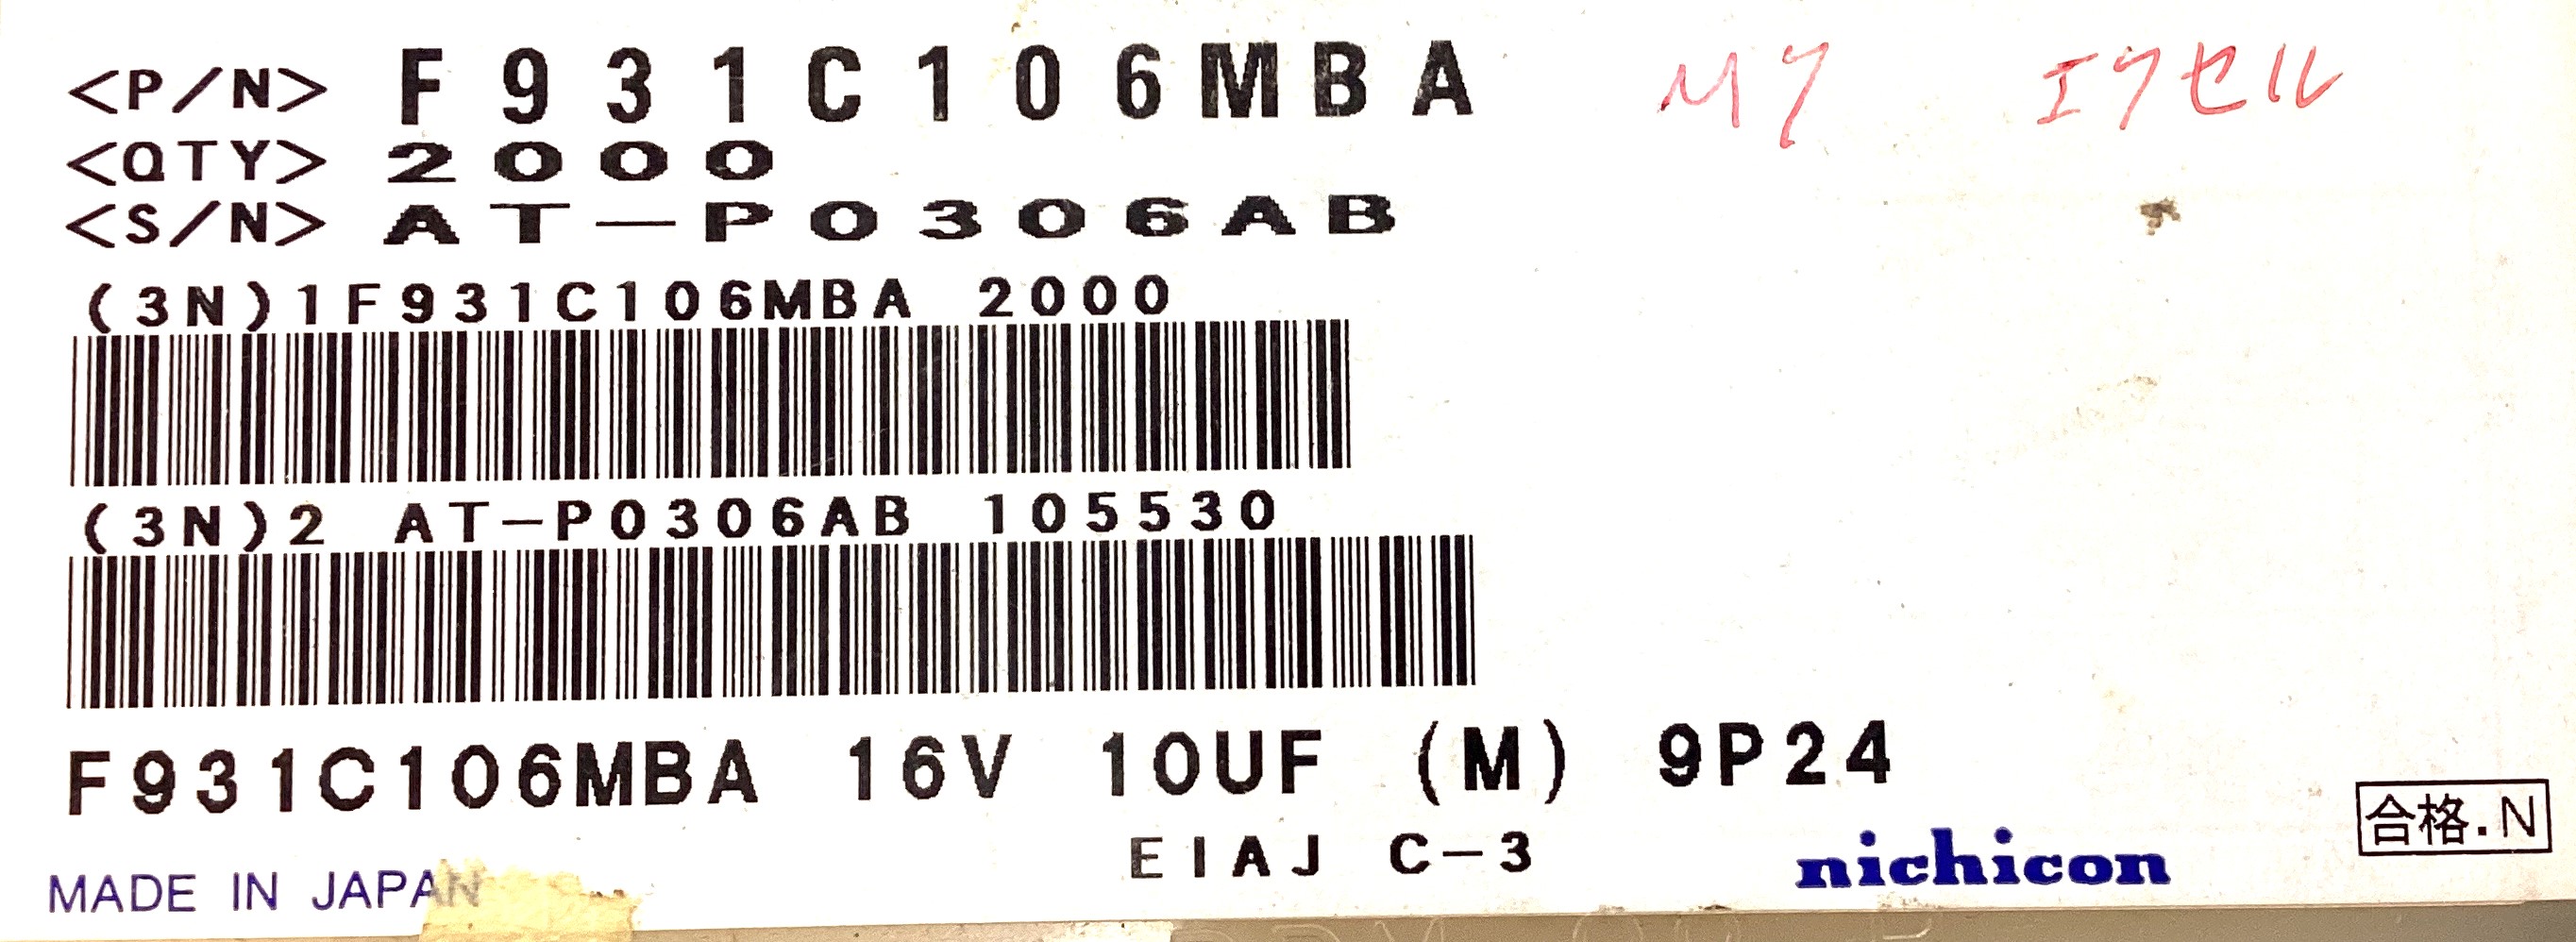 <P/N> F931C106MBA エクセル
<QTY> 2000
<S/N> AT-P0306AB
(3N)1F931C106MBA 2000
(3N)2 AT-P0306AB 105530
F931C106MBA 16V 10UF (M) 9P24
EIAJ C-3
合格.N
MADE IN JAPAN
nichicon